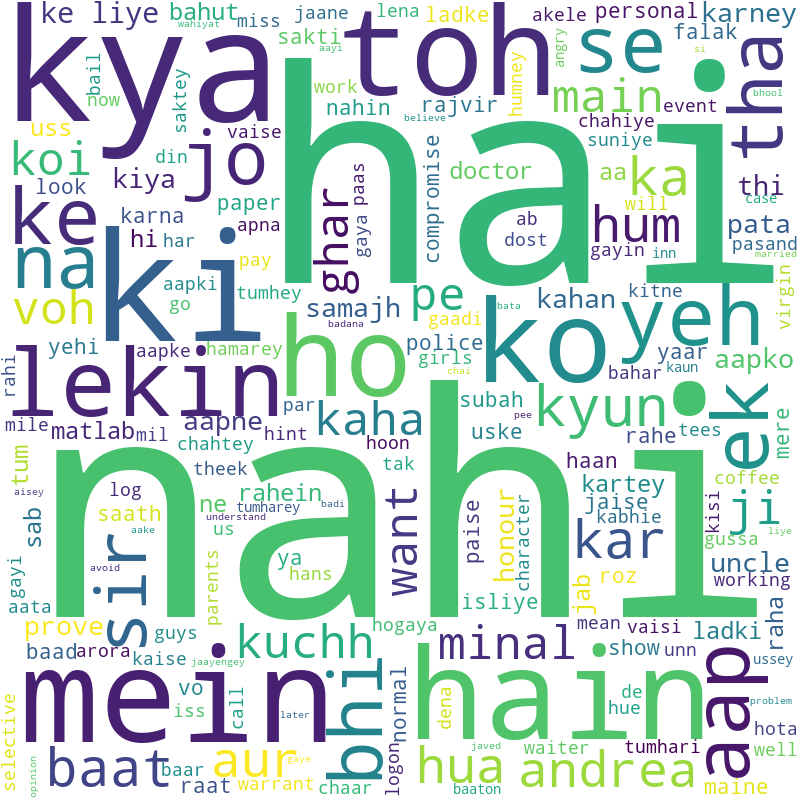 ke liye bahut miss jaane lena ladke akele personal karney
wahiyat sakti aayi angry falak
kya toh se tha
bail now saktey work nahin rajvir humney main event si bhool
uss vaise believe chahiye suniye
koi jo hai
din doctor aa ka thi
look kiya paper ghar gaya paas compromise will case
ke karna apna ab hum pata
hi har dost gayin inn pasand married
na ki aapki pay pe kahan kitne virgin
voh go tumhey samajh gaadi yeh
yehi badana bata ko yaar
aapke hamarey ho police girls bahar kaun aapko
rahi lekin chai subah kyun ek
mile matlab mil aapne par kaha pee uske rahe tees mere
tum chahtey hint hoon
theek tak haan coffee
aisey log rahein paise kartey ji
sab saath ne tumharey badi want honour character jaise kabhie kisi liye
us understand gussa
nahi
gayi avoid aake ya kar uncle
aata sir parents hans isliye jab roz working
prove guys hogaya mean vaisi ladki raha
baad arora kuchh minal show unn
kaise jaayengey aap ussey
mein vo bhi normal hain
selective iss call later dena de hue problem hota
javed waiter tumhari well
baat aur gaye logon hua andrea
opinion baar raat warrant chaar baaton maine